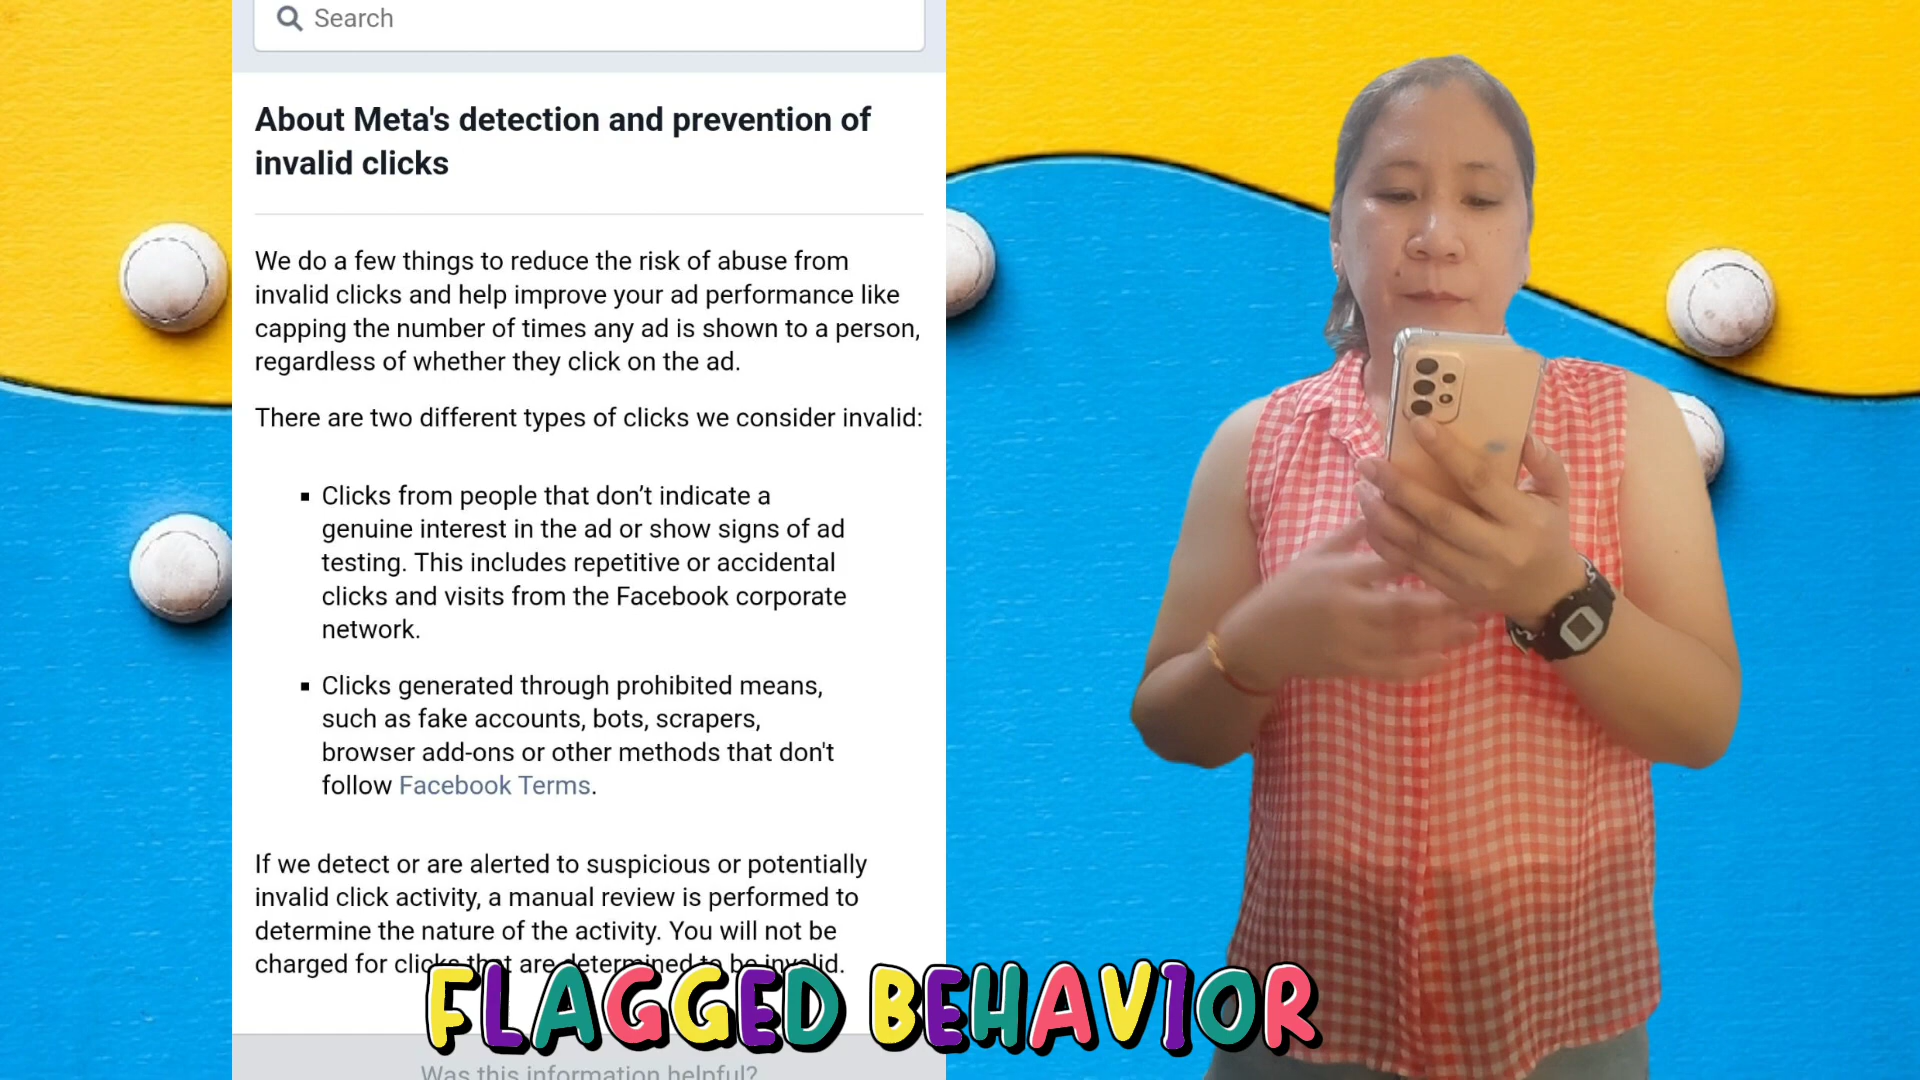 Search
About Meta's detection and prevention of
invalid clicks
We do a few things to reduce the risk of abuse from
invalid clicks and help improve your ad performance like
capping the number of times any ad is shown to a person,
regardless of whether they click on the ad.
There are two different types of clicks we consider invalid:
▪ Clicks from people that don’t indicate a
genuine interest in the ad or show signs of ad
testing. This includes repetitive or accidental
clicks and visits from the Facebook corporate
network.
▪ Clicks generated through prohibited means,
such as fake accounts, bots, scrapers,
browser add-ons or other methods that don't
follow Facebook Terms.
If we detect or are alerted to suspicious or potentially
invalid click activity, a manual review is performed to
determine the nature of the activity. You will not be
charged for clicks that are determined to be invalid.
FLAGGED BEHAVIOR
Was this information helpful?